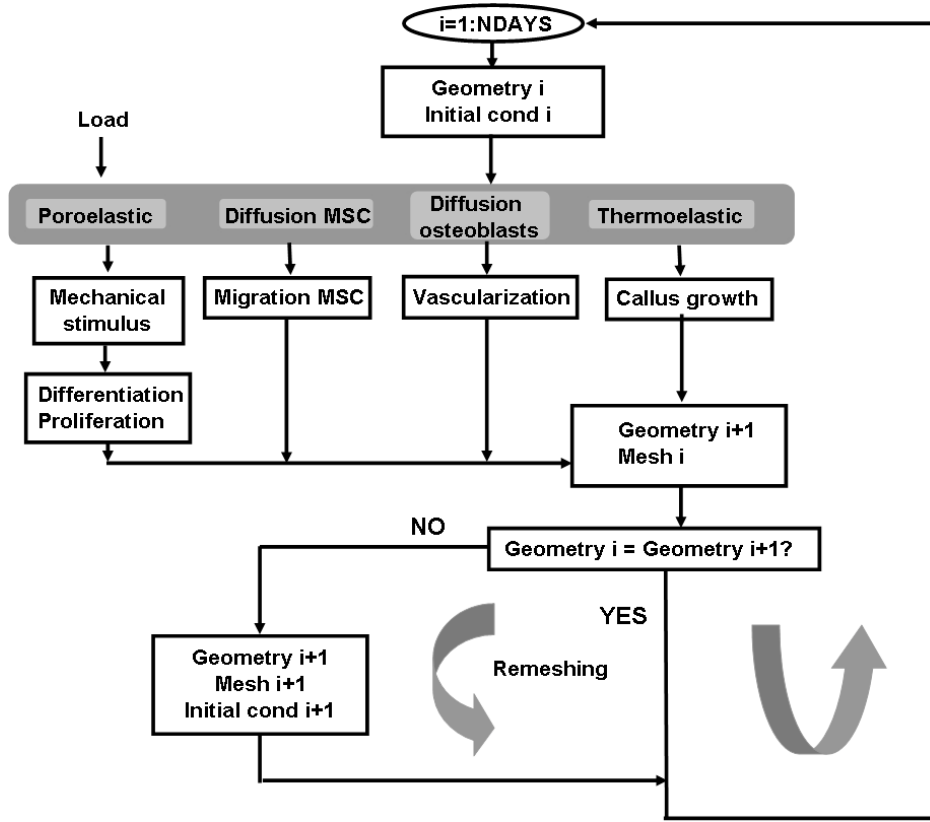 i=1:NDAYS
Geometry i
Initial cond i
Load
Poroelastic
Diffusion MSC
Diffusion
osteoblasts
Thermoelastic
Mechanical
stimulus
Migration MSC
Vascularization
Callus growth
Differentiation
Proliferation
Geometry i+1
Mesh i
NO
Geometry i = Geometry i+1?
YES
Geometry i+1
Mesh i+1
Initial cond i+1
Remeshing